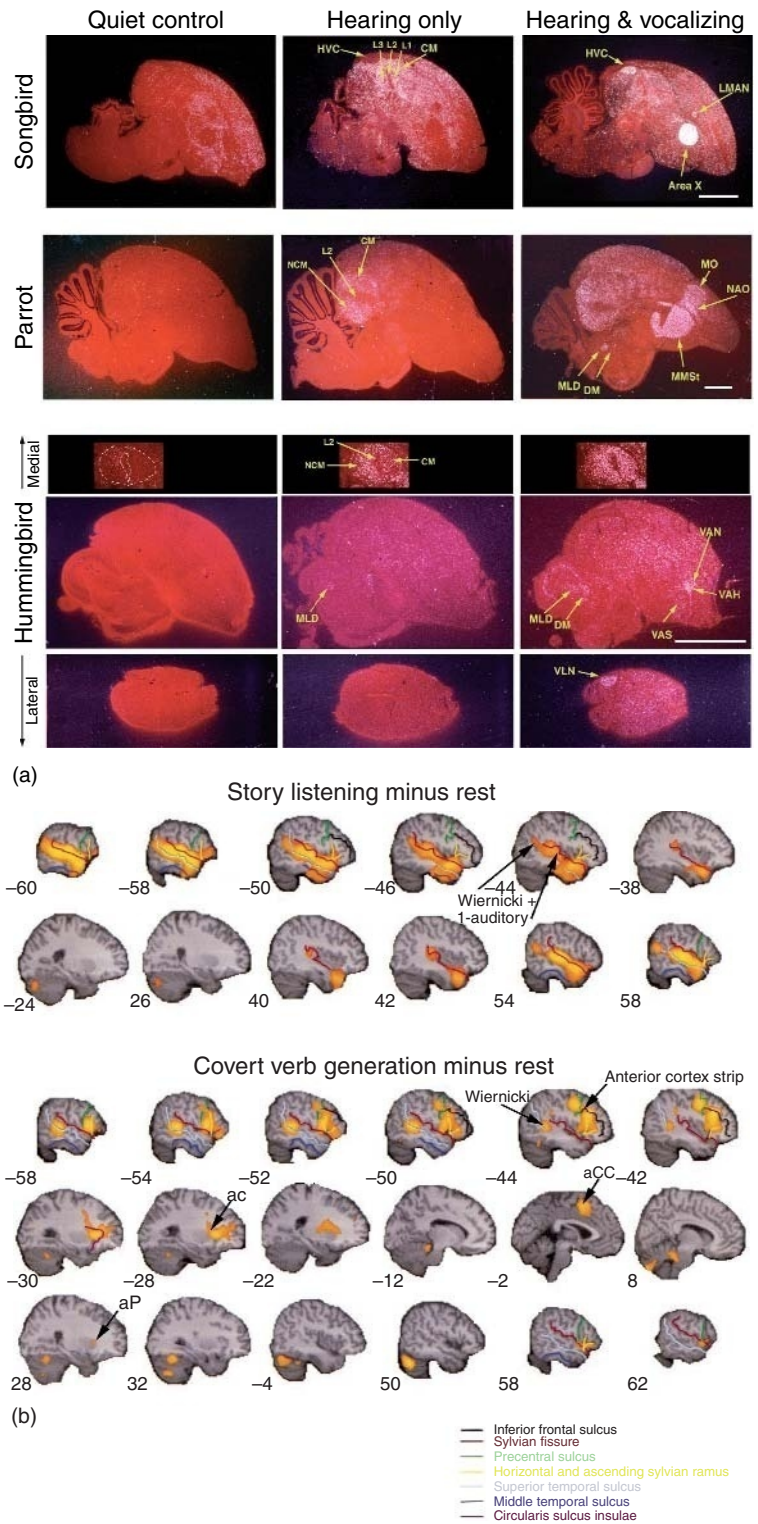 Quiet control
Hearing only
Hearing & vocalizing
Songbird
HVC
L3
L2
L1
CM
HVC
LMAN
Area X
Parrot
CM
L2
NCM
MO
NAO
MLD
DM
MMSt
Medial
Hummingbird
Lateral
L2
NCM
CM
MLD
VAN
VAH
MLD
DM
VAS
VLN
(a)
Story listening minus rest
–60
–58
–50
–46
–44
–38
Wiernicki +
1-auditory
–24
26
40
42
54
58
Covert verb generation minus rest
Anterior cortex strip
Wiernicki
–58
–54
–52
–50
–44
–42
ac
aCC
–30
–28
–22
–12
–2
8
aP
28
32
–4
50
58
62
(b)
Inferior frontal sulcus
Sylvian fissure
Precentral sulcus
Horizontal and ascending sylvian ramus
Superior temporal sulcus
Middle temporal sulcus
Circularis sulcus insulae